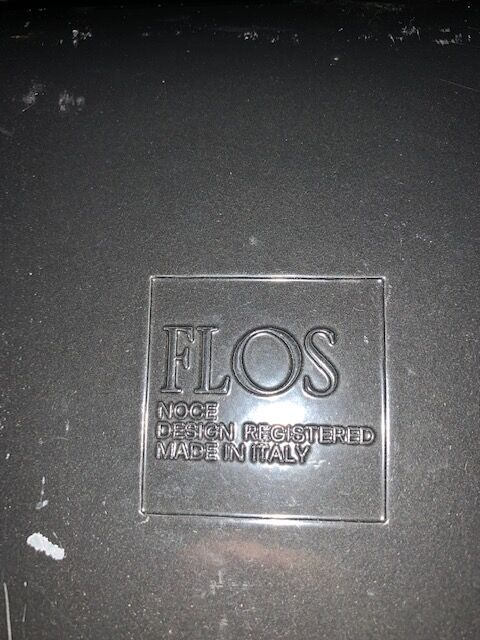 FLOS
NOCE
DESIGN REGISTERED
MADE IN ITALY